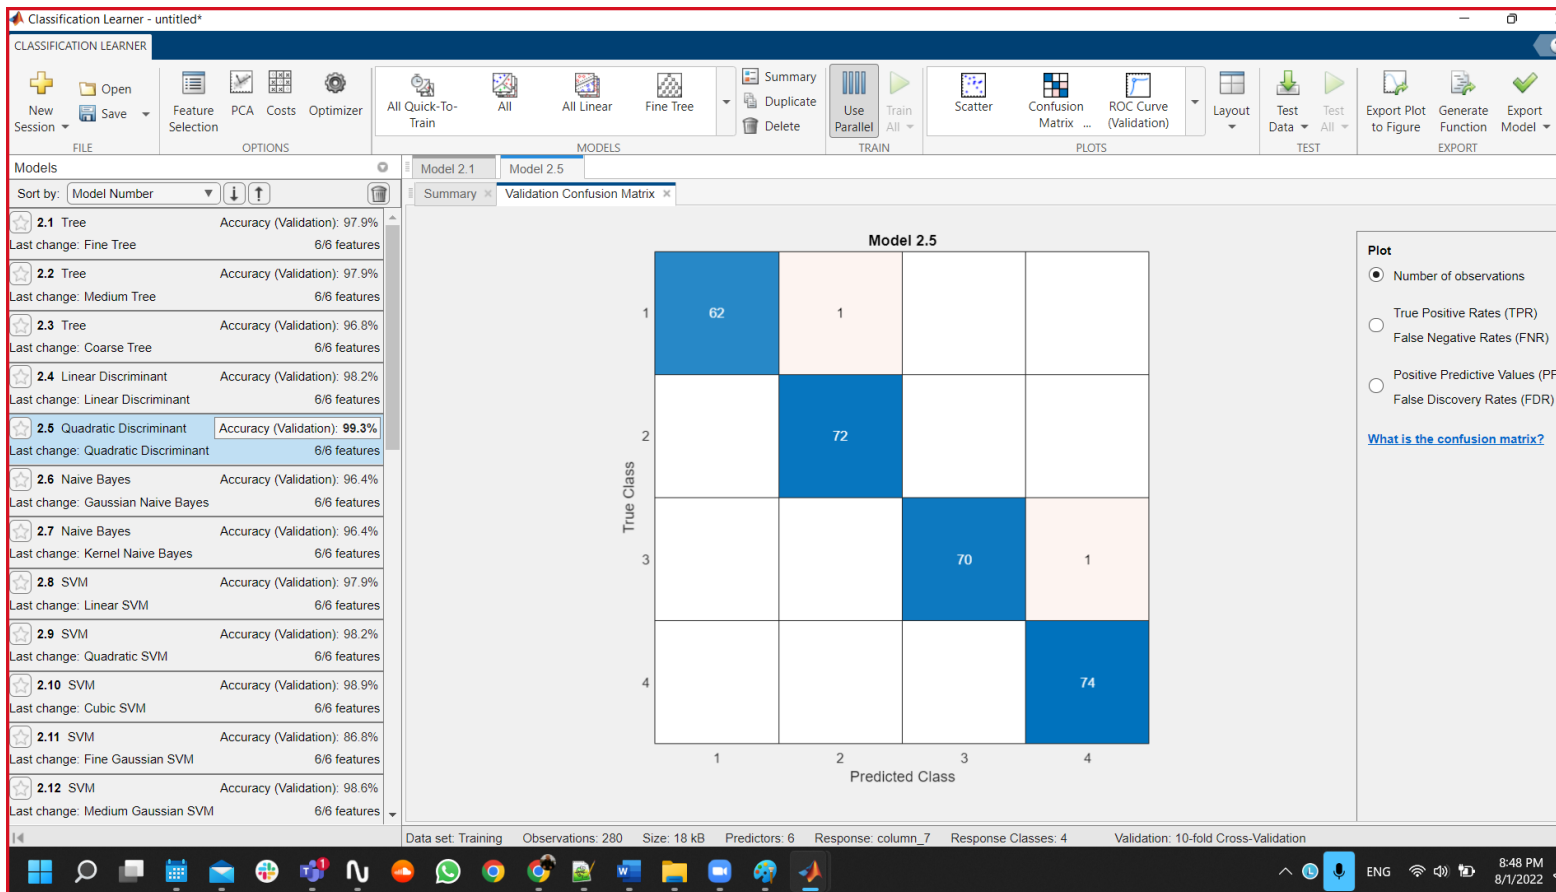 Classification Learner - untitled*
CLASSIFICATION LEARNER
New Session
Open
Save
FILE
Feature Selection
PCA
Costs
Optimizer
OPTIONS
All Quick-To-Train
All
All Linear
Fine Tree
MODELS
Summary
Duplicate
Delete
Use Parallel
Train All
TRAIN
Scatter
Confusion Matrix ...
ROC Curve (Validation)
PLOTS
Layout
Test Data
Test All
TEST
Export Plot to Figure
Generate Function
Export Model
EXPORT
Models
Sort by: Model Number
2.1 Tree Accuracy (Validation): 97.9%
Last change: Fine Tree 6/6 features
2.2 Tree Accuracy (Validation): 97.9%
Last change: Medium Tree 6/6 features
2.3 Tree Accuracy (Validation): 96.8%
Last change: Coarse Tree 6/6 features
2.4 Linear Discriminant Accuracy (Validation): 98.2%
Last change: Linear Discriminant 6/6 features
2.5 Quadratic Discriminant Accuracy (Validation): 99.3%
Last change: Quadratic Discriminant 6/6 features
2.6 Naive Bayes Accuracy (Validation): 96.4%
Last change: Gaussian Naive Bayes 6/6 features
2.7 Naive Bayes Accuracy (Validation): 96.4%
Last change: Kernel Naive Bayes 6/6 features
2.8 SVM Accuracy (Validation): 97.9%
Last change: Linear SVM 6/6 features
2.9 SVM Accuracy (Validation): 98.2%
Last change: Quadratic SVM 6/6 features
2.10 SVM Accuracy (Validation): 98.9%
Last change: Cubic SVM 6/6 features
2.11 SVM Accuracy (Validation): 86.8%
Last change: Fine Gaussian SVM 6/6 features
2.12 SVM Accuracy (Validation): 98.6%
Last change: Medium Gaussian SVM 6/6 features
Model 2.1
Model 2.5
Summary
Validation Confusion Matrix
Model 2.5
True Class
1 62 1
2 72
3 70 1
4 74
1 2 3 4
Predicted Class
Plot
Number of observations
True Positive Rates (TPR)
False Negative Rates (FNR)
Positive Predictive Values
False Discovery Rates (FDR)
What is the confusion matrix?
Data set: Training Observations: 280 Size: 18 kB Predictors: 6 Response: column_7 Response Classes: 4 Validation: 10-fold Cross-Validation
1
ENG
8:48 PM
8/1/2022